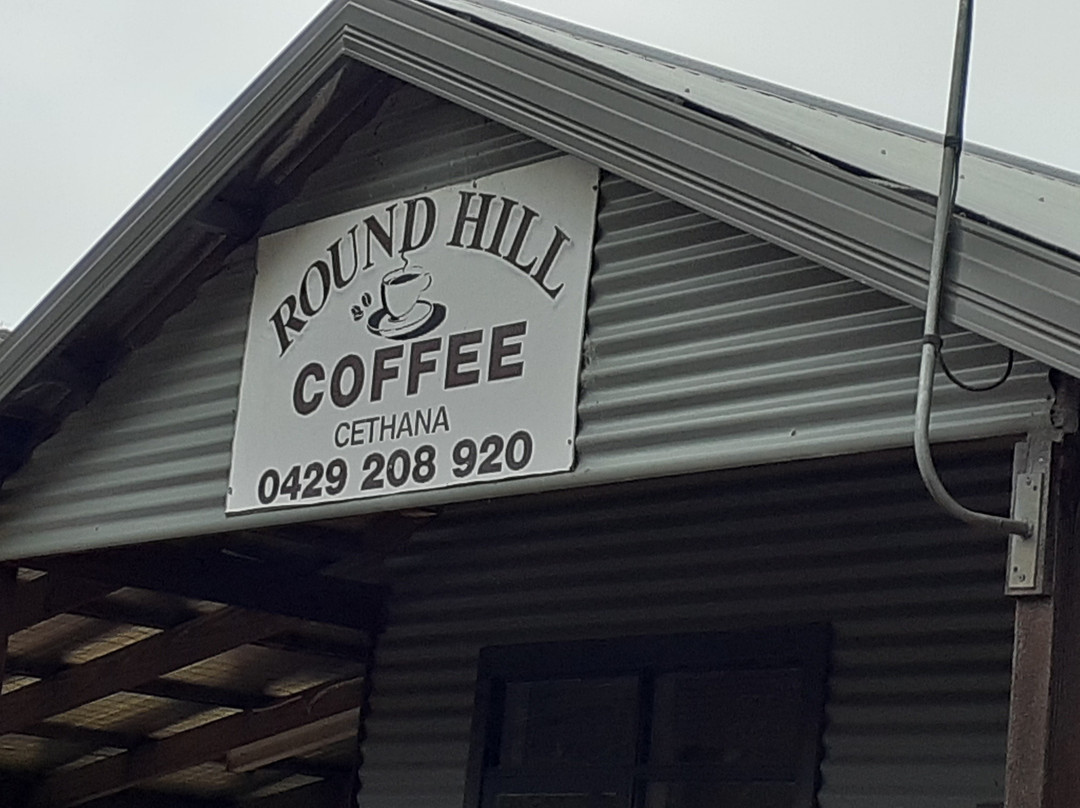 ROUND HILL
COFFEE
CETHANA
0429 208 920